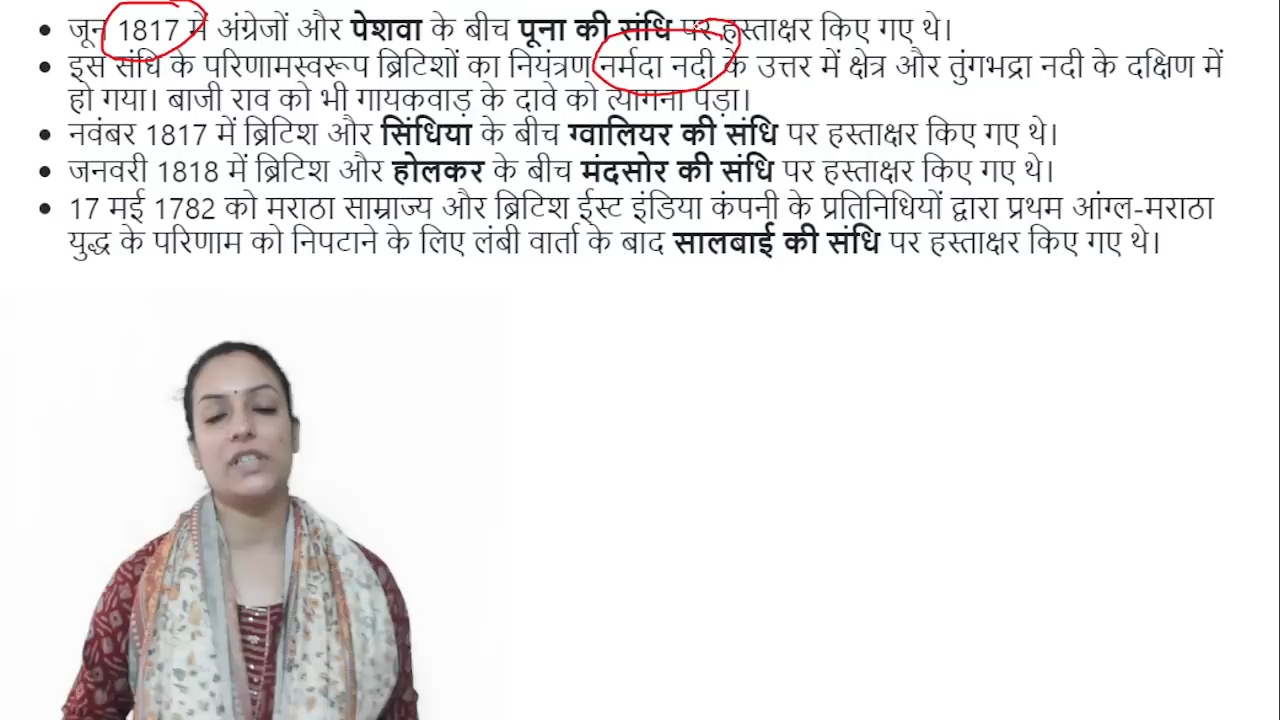 • जून 1817 में अंग्रेजों और पेशवा के बीच पूना की संधि पर हस्ताक्षर किए गए थे।
• इस संधि के परिणामस्वरूप ब्रिटिशों का नियंत्रण नर्मदा नदी के उत्तर में क्षेत्र और तुंगभद्रा नदी के दक्षिण में
हो गया। बाजी राव को भी गायकवाड़ के दावे को त्यागना पड़ा।
• नवंबर 1817 में ब्रिटिश और सिंधिया के बीच ग्वालियर की संधि पर हस्ताक्षर किए गए थे।
• जनवरी 1818 में ब्रिटिश और होलकर के बीच मंदसोर की संधि पर हस्ताक्षर किए गए थे।
• 17 मई 1782 को मराठा साम्राज्य और ब्रिटिश ईस्ट इंडिया कंपनी के प्रतिनिधियों द्वारा प्रथम आंग्ल-मराठा
युद्ध के परिणाम को निपटाने के लिए लंबी वार्ता के बाद सालबाई की संधि पर हस्ताक्षर किए गए थे।